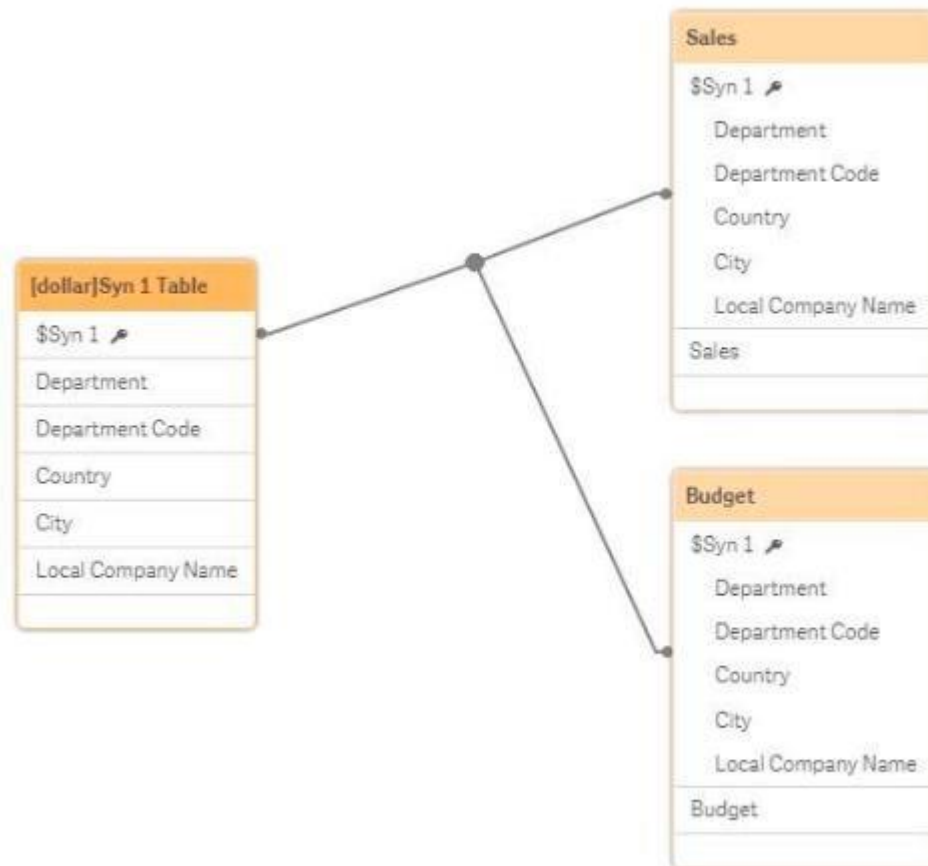 Sales
$Syn 1
Department
Department Code
Country
City
Local Company Name
Sales
[dollar]Syn 1 Table
$Syn 1
Department
Department Code
Country
City
Local Company Name
Budget
$Syn 1
Department
Department Code
Country
City
Local Company Name
Budget